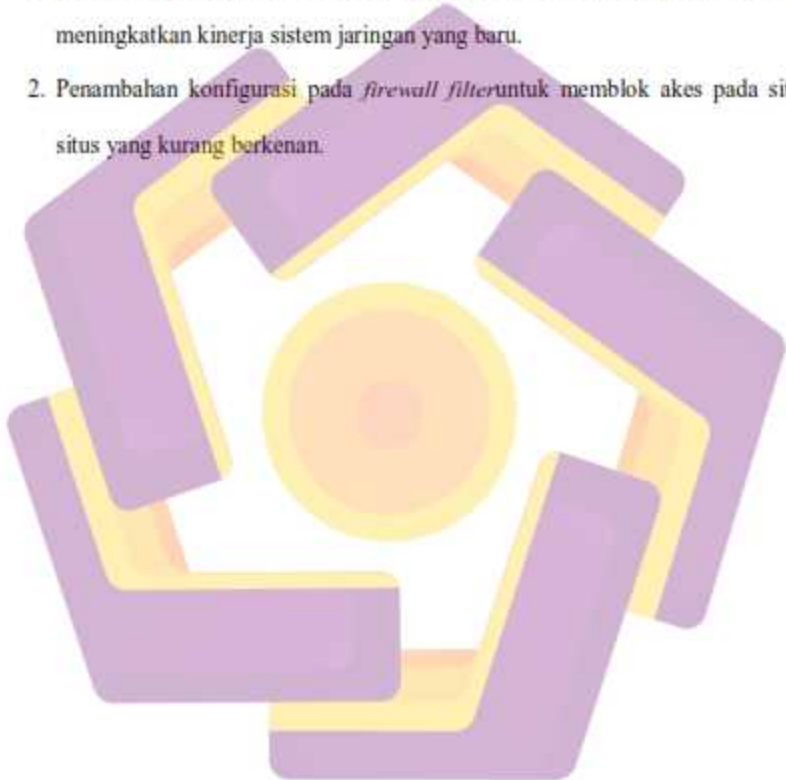 meningkatkan kinerja sistem jaringan yang baru.
2. Penambahan konfigurasi pada firewall filteruntuk memblok akes pada
situs yang kurang berkenan.